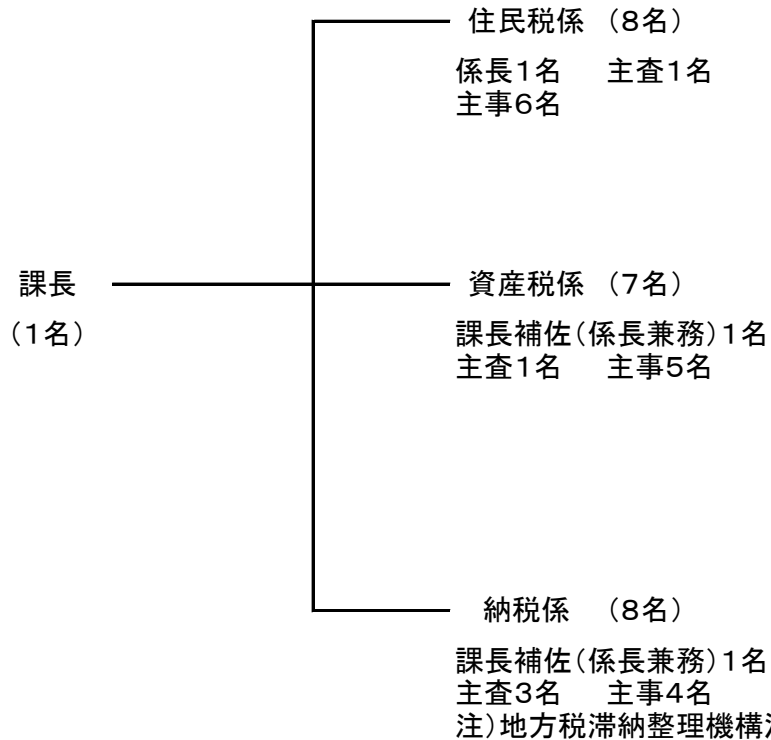 住民税係 （8名）
係長1名 主査1名
主事6名
課長
（1名）
資産税係 （7名）
課長補佐（係長兼務）1名
主査1名 主事5名
納税係 （8名）
課長補佐（係長兼務）1名
主査3名 主事4名
注）地方税滞納整理機構